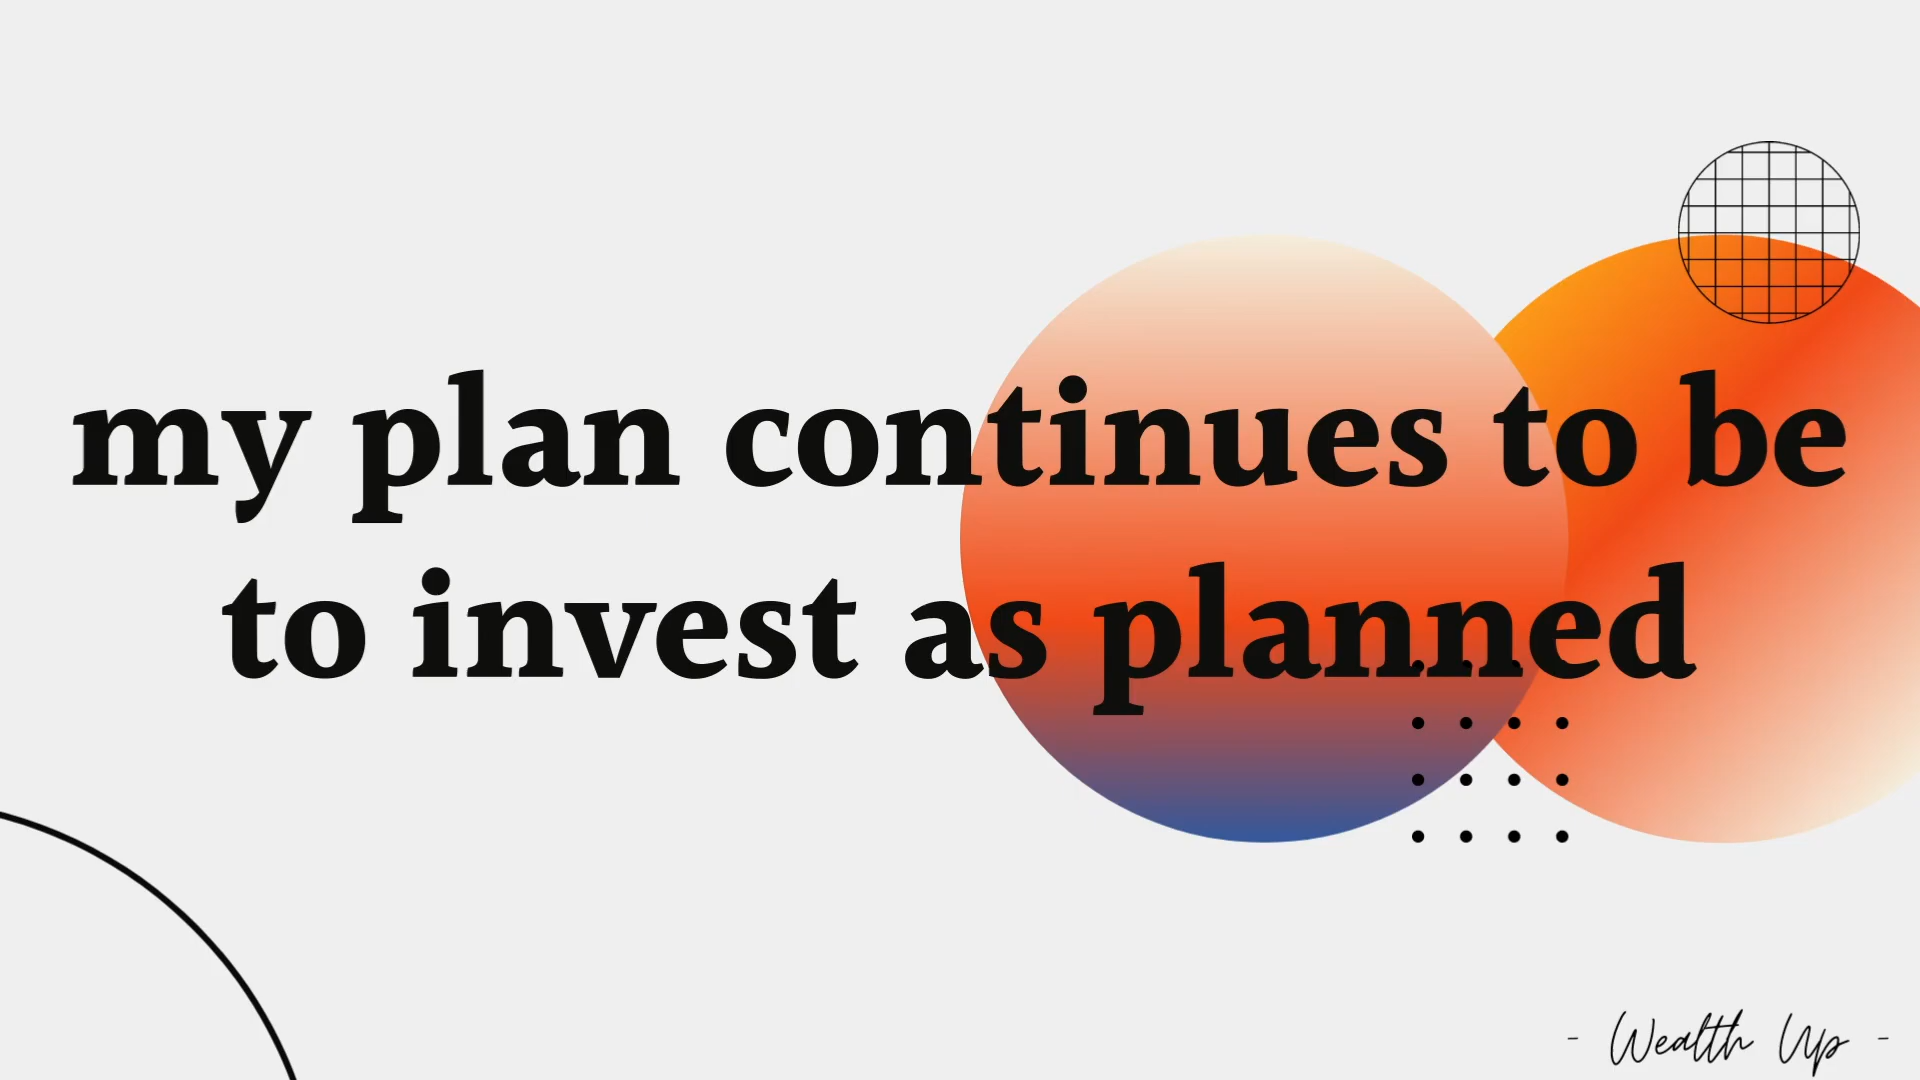 my plan continues to be
to invest as planned
- Wealth Up -